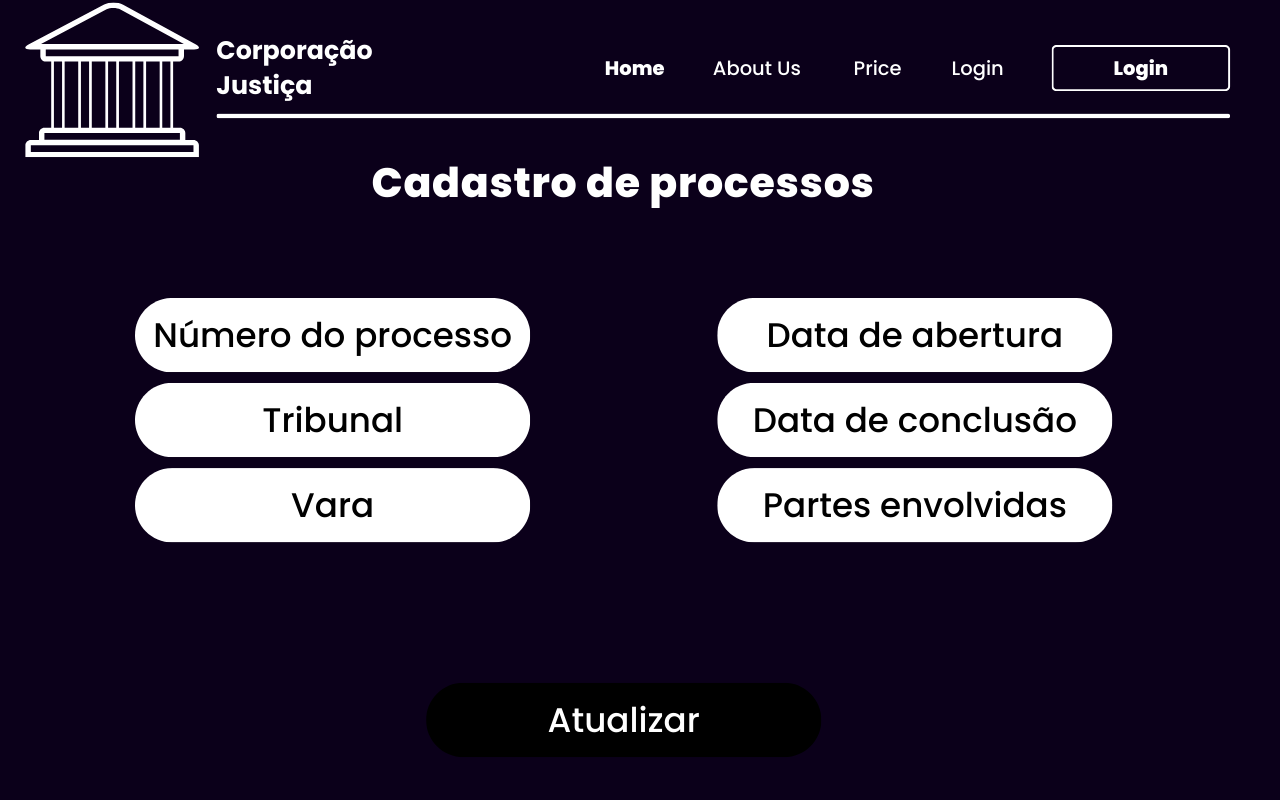 Corporação
Justiça
Home About Us Price Login Login
Cadastro de processos
Número do processo
Data de abertura
Tribunal
Data de conclusão
Vara
Partes envolvidas
Atualizar